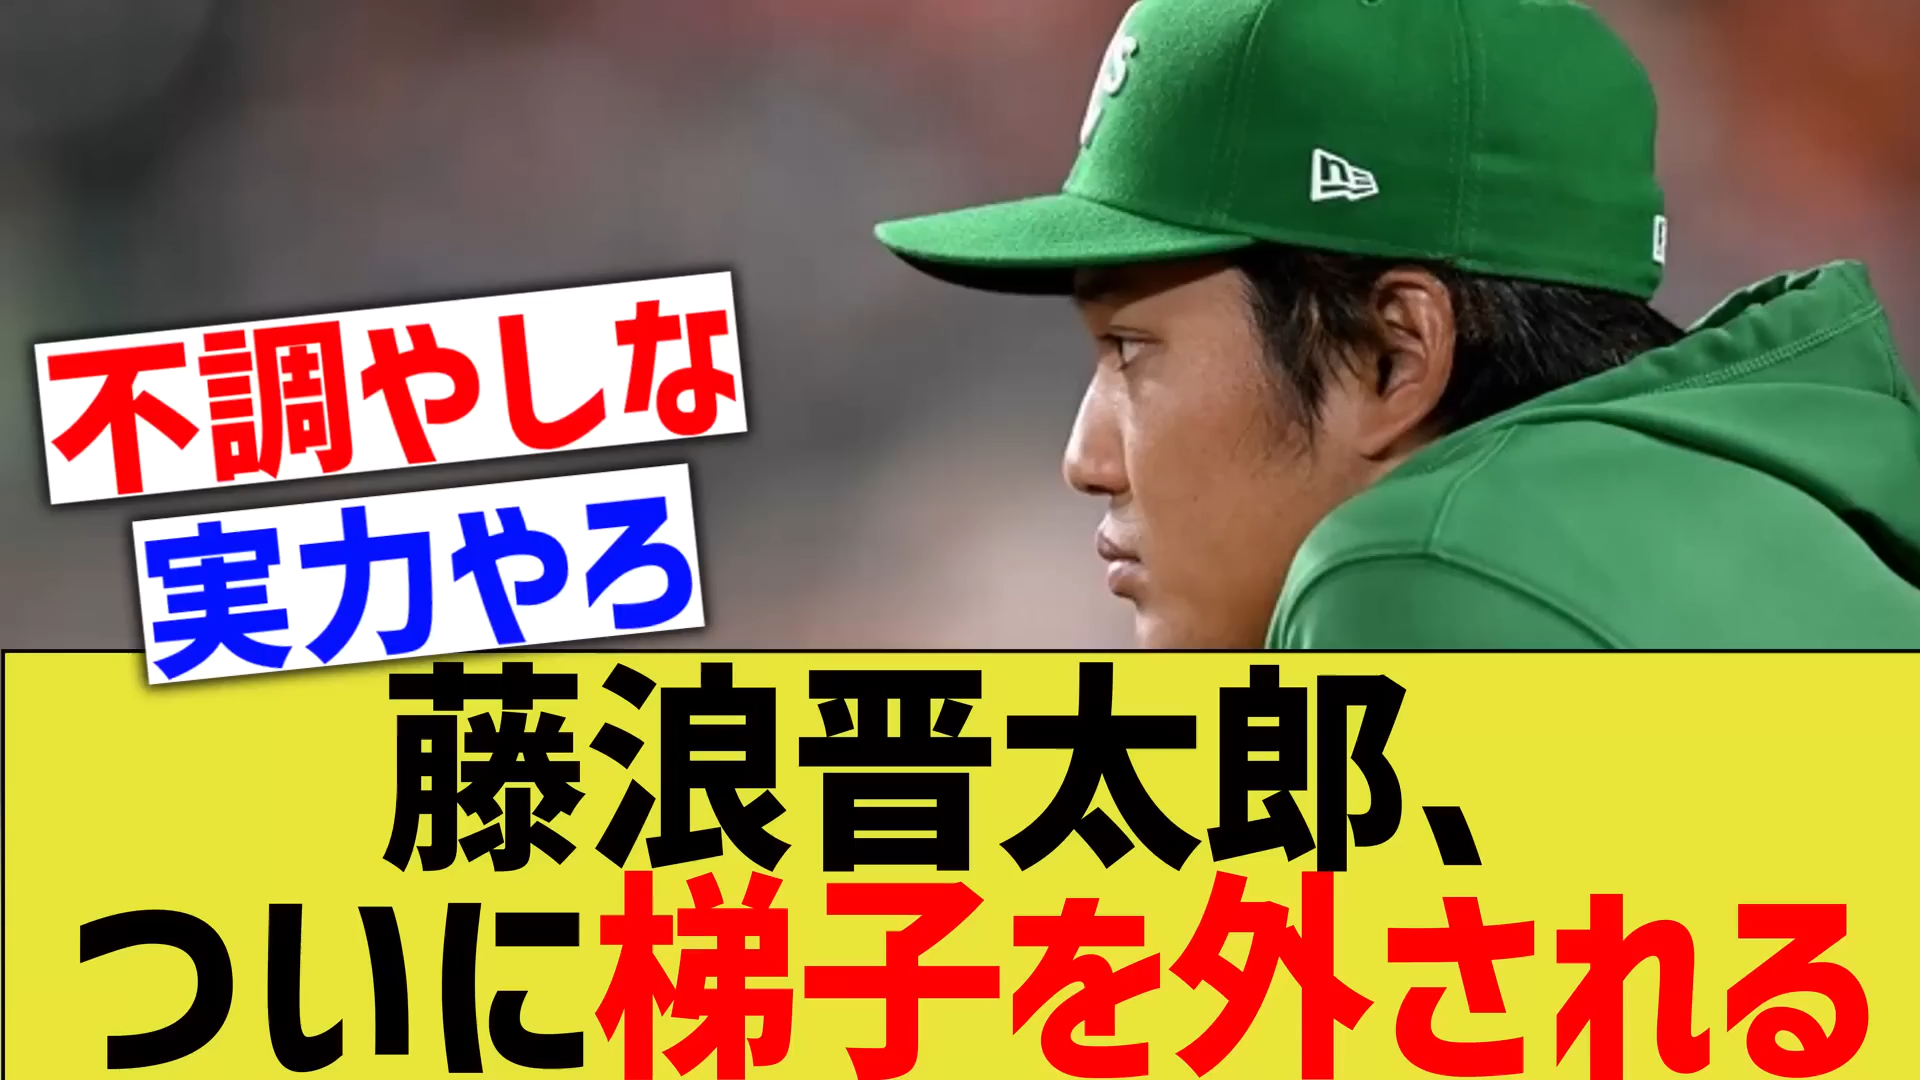 不調やしな
実力やろ
藤浪晋太郎、
ついに梯子を外される